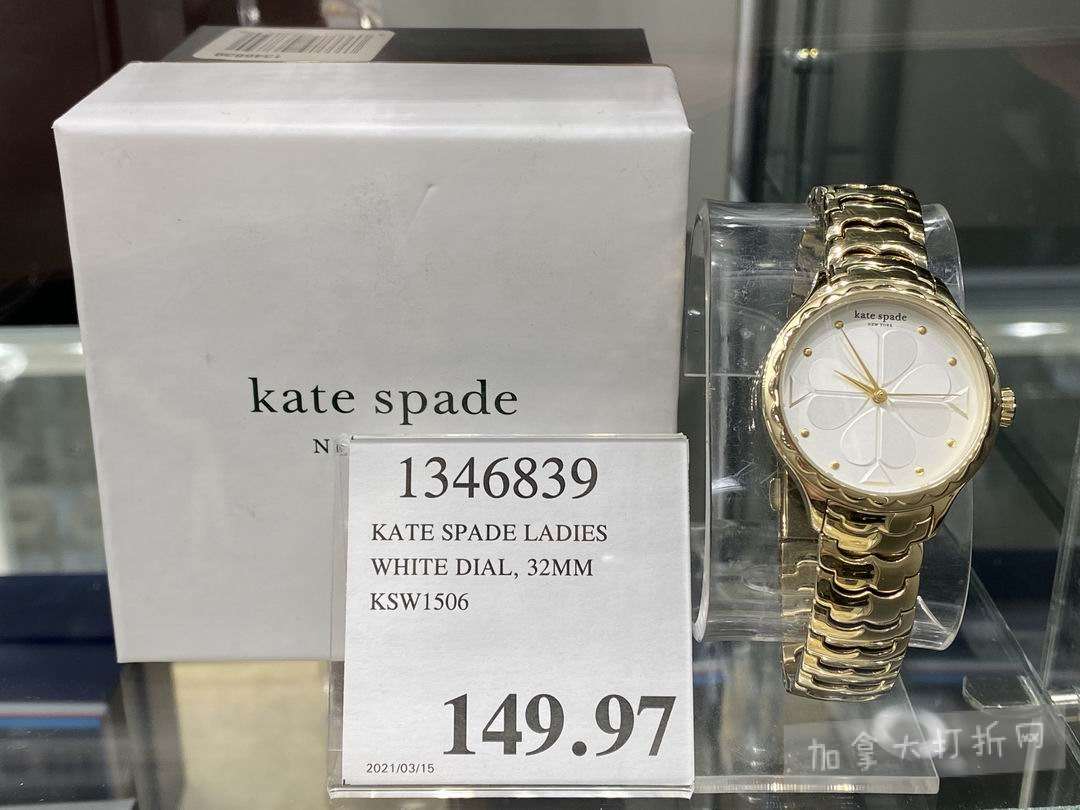 kate spade
1346839
KATE SPADE LADIES
WHITE DIAL, 32MM
KSW1506
149.97
2021/03/15
kate spade
NEW YORK
加拿大打折网